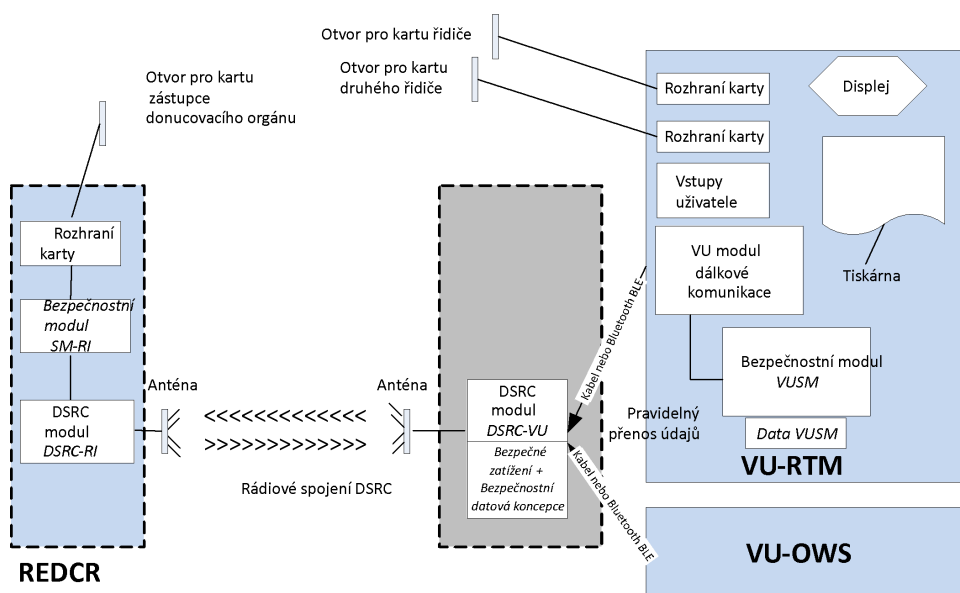 Otvor pro kartu řidiče
Otvor pro kartu
druhého řidiče
Otvor pro kartu
zástupce
donucovacího orgánu
Rozhraní karty
Displej
Rozhraní karty
Vstupy
uživatele
VU modul
dálkové
komunikace
Tiskárna
Bezpečnostní modul
VUSM
Data VUSM
VU-RTM
Rozhraní
karty
Bezpečnostní
modul
SM-RI
DSRC
modul
DSRC-RI
Anténa
<<<<<<<<<<<<<
>>>>>>>>>>>>>
Rádiové spojení DSRC
Anténa
DSRC
modul
DSRC-VU
Bezpečné
zatížení +
Bezpečnostní
datová koncepce
Kabel nebo Bluetooth BLE
Pravidelný
přenos údajů
Kabel nebo Bluetooth BLE
VU-OWS
REDCR